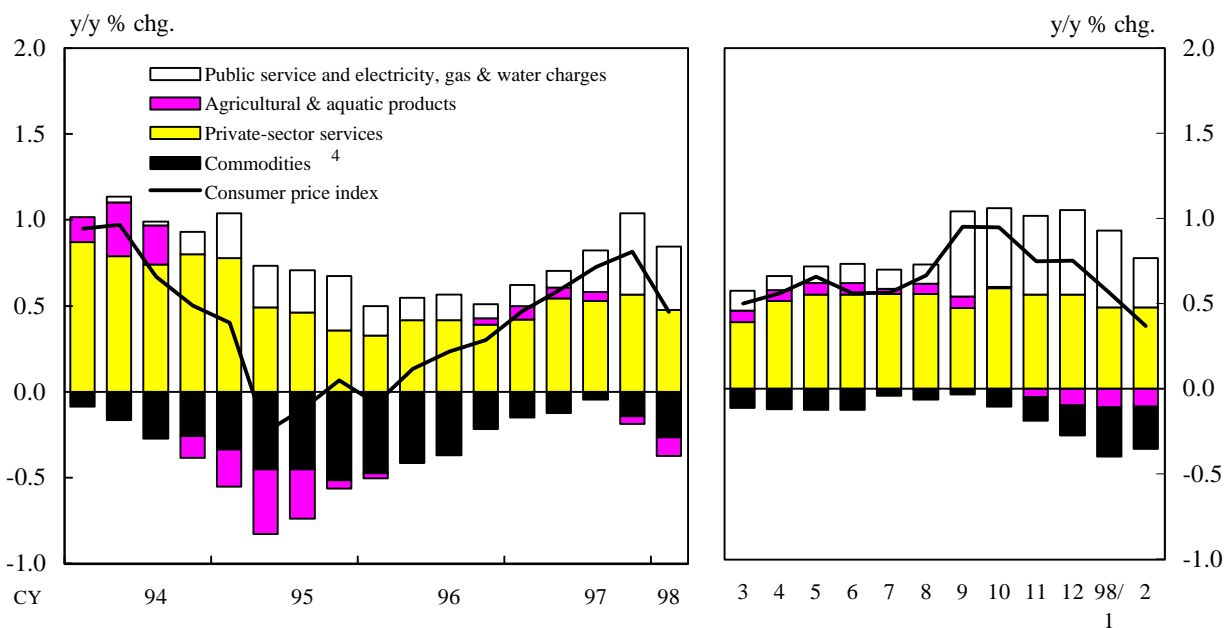 y/y % chg.
y/y % chg.
2.0
1.5
1.0
0.5
0.0
-0.5
-1.0
Public service and electricity, gas & water charges
Agricultural & aquatic products
Private-sector services
Commodities 4
Consumer price index
2.0
1.5
1.0
0.5
0.0
-0.5
-1.0
CY 94 95 96 97 98
3 4 5 6 7 8 9 10 11 12 98/ 2
1